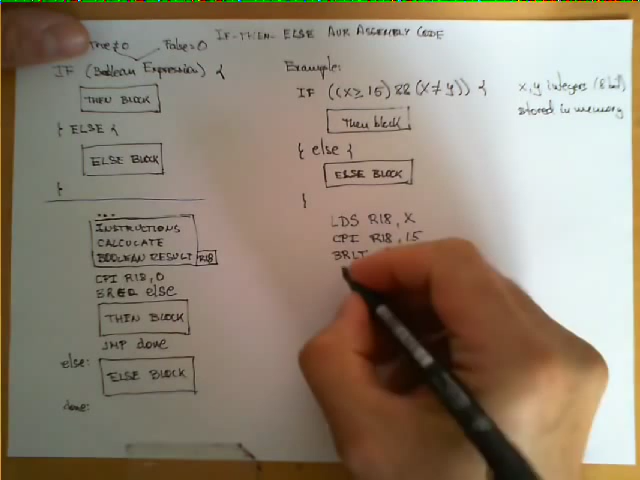 IF-THEN-ELSE AVR ASSEMBLY CODE
True ≠ 0 False = 0
IF (Boolean Expression) {
THEN BLOCK
} ELSE {
ELSE BLOCK
}
...
INSTRUCTIONS
CALCULATE
BOOLEAN RESULT R18
CPI R18, 0
BREQ else
THEN BLOCK
JMP done
else:
ELSE BLOCK
done:
Example:
IF ((X ≥ 15) && (X ≠ y)) {
Then block
} else {
ELSE BLOCK
}
LDS R18, X
CPI R18, 15
BRLT
x, y integers (8 bit)
stored in memory